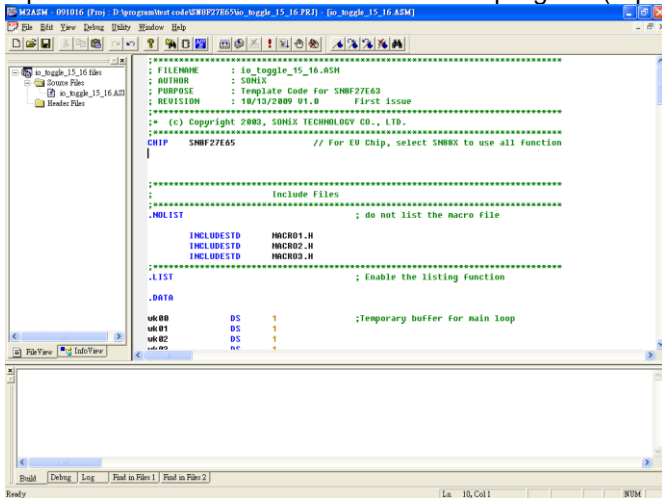 M2ASM - 091016 (Proj : D:\program\test code\SN8P27E65\io_toggle_15_16.PRJ) - [io_toggle_15_16.ASM]
File Edit View Debug Utility Window Help
io_toggle_15_16 files
Source Files
io_toggle_15_16.ASM
Header Files
FileView InfoView
;****************************************************************
; FILENAME : io_toggle_15_16.ASM
; AUTHOR : SONiX
; PURPOSE : Template Code for SN8F27E63
; REVISION : 10/13/2009 V1.0 First issue
;****************************************************************
;* (c) Copyright 2003, SONiX TECHNOLOGY CO., LTD.
;****************************************************************
CHIP SN8F27E65 // For EV Chip, select SN88X to use all function
;****************************************************************
; Include Files
;****************************************************************
.NOLIST ; do not list the macro file
INCLUDESTD MACRO1.H
INCLUDESTD MACRO2.H
INCLUDESTD MACRO3.H
;****************************************************************
.LIST ; Enable the listing function
.DATA
wk00 DS 1 ;Temporary buffer for main loop
wk01 DS 1
wk02 DS 1
Build Debug Log Find in Files 1 Find in Files 2
Ready Ln 10, Col 1 NUM